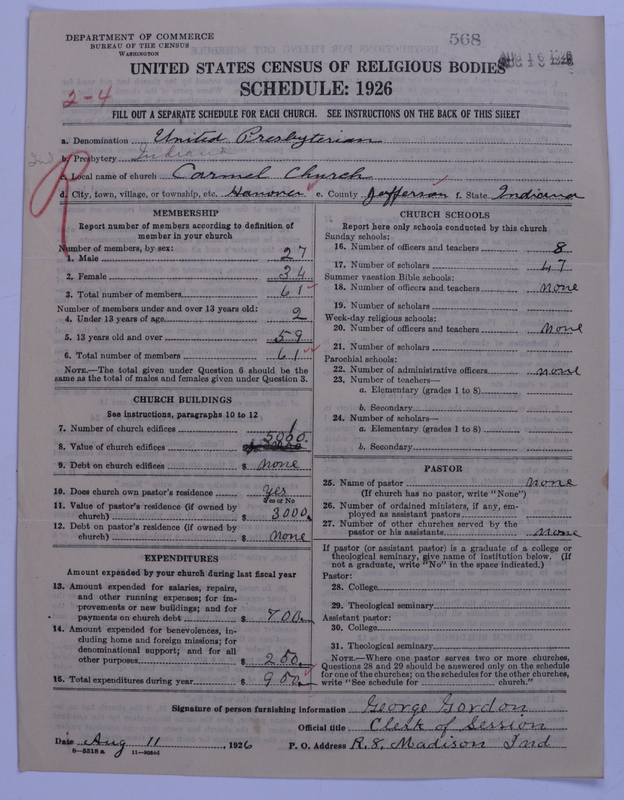 DEPARTMENT OF COMMERCE
BUREAU OF THE CENSUS
WASHINGTON
568
UNITED STATES CENSUS OF RELIGIOUS BODIES
SCHEDULE: 1926
2-4
FILL OUT A SEPARATE SCHEDULE FOR EACH CHURCH. SEE INSTRUCTIONS ON THE BACK OF THIS SHEET
a. Denomination United Presbyterian
b. Presbytery Indiana
c. Local name of church Carmel Church
d. City, town, village, or township, etc. Hanover e. County Jefferson f. State Indiana
MEMBERSHIP
Report number of members according to definition of
member in your church
Number of members, by sex:
1. Male 27
2. Female 34
3. Total number of members 61
Number of members under and over 13 years old:
4. Under 13 years of age 2
5. 13 years old and over 59
6. Total number of members 61
NOTE.—The total given under Question 6 should be
same as the total of males and females given under Question 3.
CHURCH BUILDINGS
See instructions, paragraphs 10 to 12
7. Number of church edifices 1
8. Value of church edifices 5000.
9. Debt on church edifices $ none
10. Does church own pastor's residence yes
Yes or No
11. Value of pastor's residence (if owned by
church) $ 3000
12. Debt on pastor's residence (if owned by
church) $ none
EXPENDITURES
Amount expended by your church during last fiscal year
13. Amount expended for salaries, repairs,
and other running expenses; for im-
provements or new buildings; and for
payments on church debt $ 700
14. Amount expended for benevolences, in-
cluding home and foreign missions; for
denominational support; and for all
other purposes $ 200
15. Total expenditures during year $ 900
CHURCH SCHOOLS
Report here only schools conducted by this church
Sunday schools:
16. Number of officers and teachers 8
17. Number of scholars 47
Summer vacation Bible schools:
18. Number of officers and teachers none
19. Number of scholars
Week-day religious schools:
20. Number of officers and teachers none
21. Number of scholars
Parochial schools:
22. Number of administrative officers none
23. Number of teachers—
a. Elementary (grades 1 to 8)
b. Secondary
24. Number of scholars—
a. Elementary (grades 1 to 8)
b. Secondary
PASTOR
25. Name of pastor none
(If church has no pastor, write "None")
26. Number of ordained ministers, if any, em-
ployed as assistant pastors
27. Number of other churches served by the
pastor or his assistants none
If pastor (or assistant pastor) is a graduate of a college or
theological seminary, give name of institution below. (If
not a graduate, write "No" in the space indicated.)
Pastor:
28. College
29. Theological seminary
Assistant pastor:
30. College
31. Theological seminary
NOTE.—Where one pastor serves two or more churches,
Questions 28 and 29 should be answered only on the schedule
for one of the churches; on the schedules for the other churches,
write "See schedule for church."
Signature of person furnishing information George Gordon
Official title Clerk of Session
Date Aug 11, 1926 P. O. Address R. 8, Madison Ind
8-5518 a